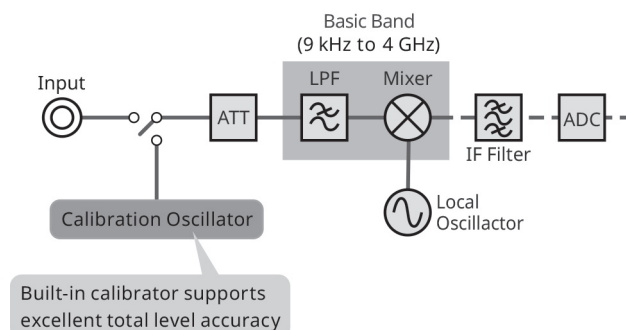 Basic Band
(9 kHz to 4 GHz)
Input
LPF
Mixer
ATT
ADC
IF Filter
Local
Oscillactor
Calibration Oscillator
Built-in calibrator supports
excellent total level accuracy